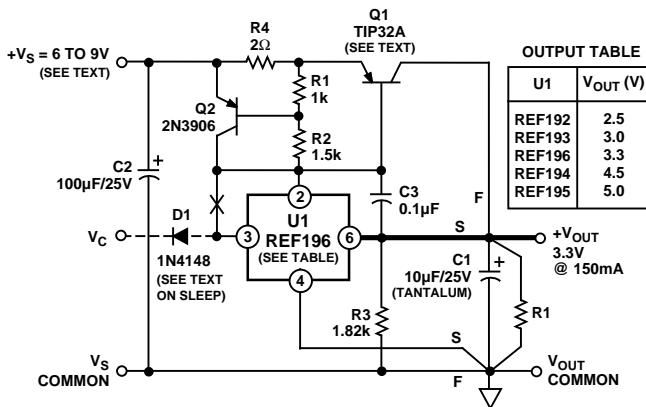 Q1
TIP32A
(SEE TEXT)
R4
2Ω
+VS = 6 TO 9V
(SEE TEXT)
OUTPUT TABLE
U1 VOUT (V)
REF192 2.5
REF193 3.0
REF196 3.3
REF194 4.5
REF195 5.0
R1
1k
Q2
2N3906
R2
1.5k
C2
100µF/25V
+
C3
0.1µF
F
S
2
U1
REF196
(SEE TABLE)
3
6
4
VC
D1
1N4148
(SEE TEXT
ON SLEEP)
+VOUT
3.3V
@ 150mA
C1
10µF/25V
(TANTALUM)
+
R1
R3
1.82k
S
F
VS
COMMON
VOUT
COMMON